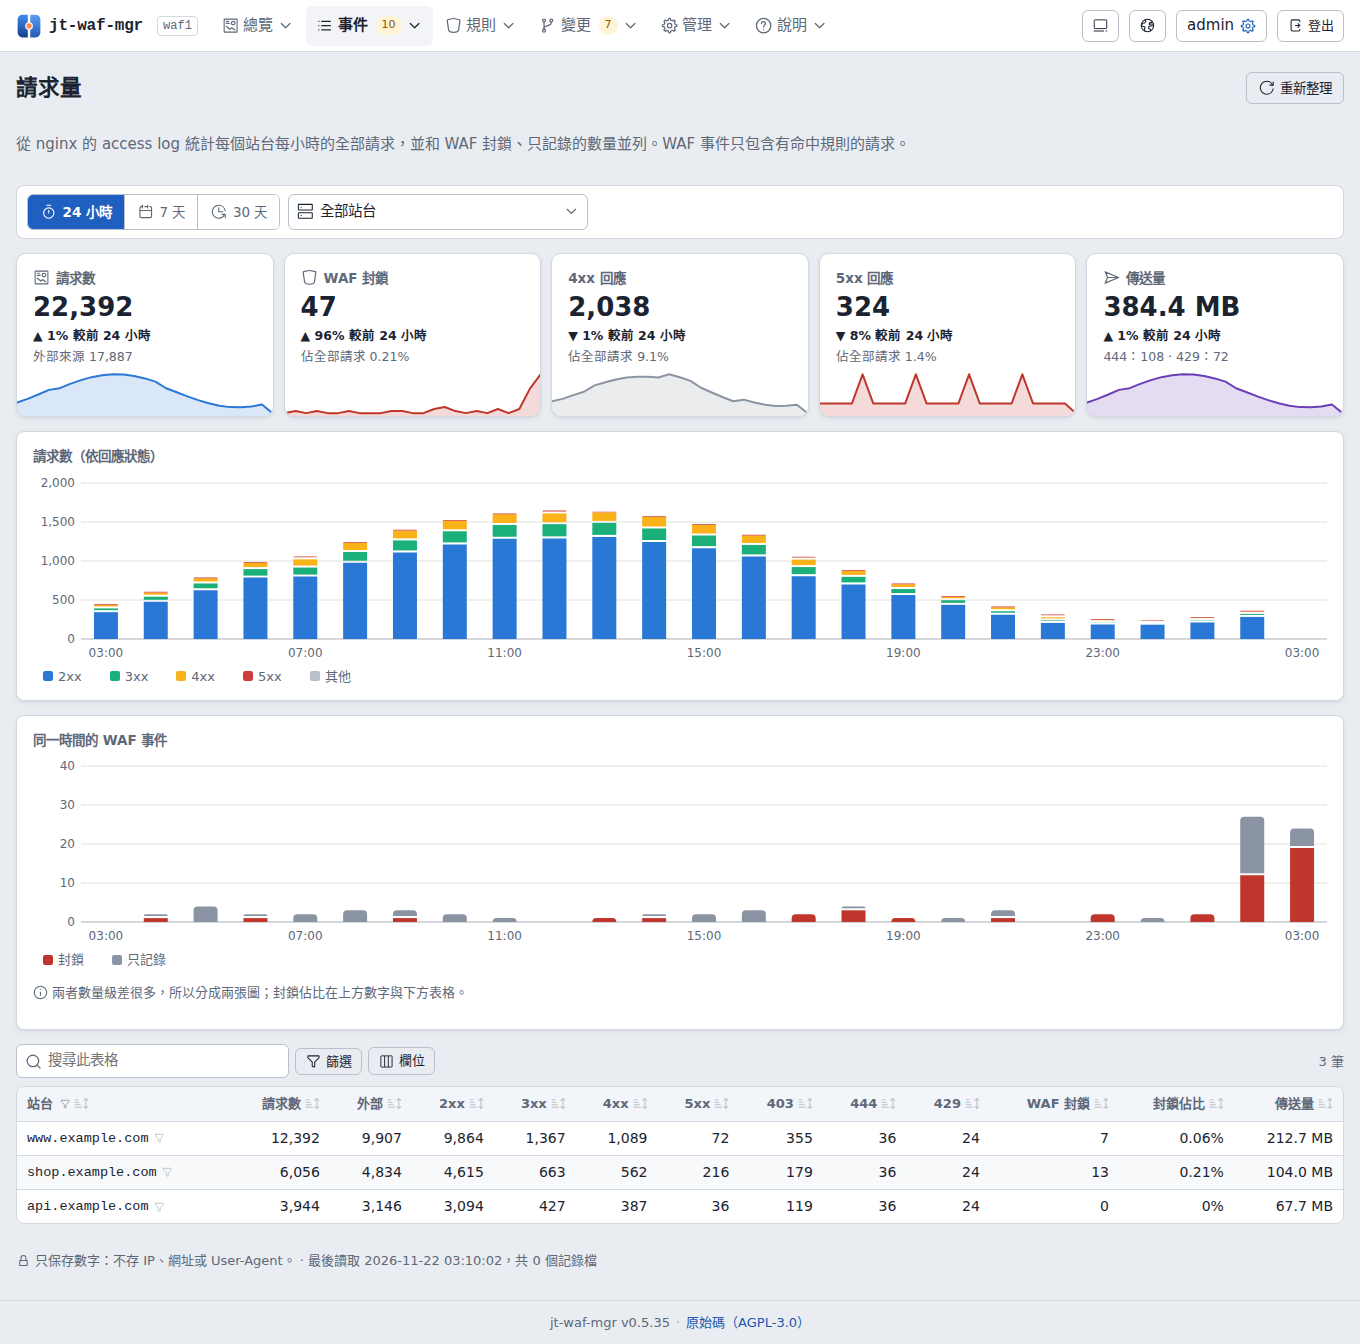 jt-waf-mgr waf1 總覽 事件 10 規則 變更 7 管理 說明 admin 登出
請求量 重新整理
從 nginx 的 access log 統計每個站台每小時的全部請求，並和 WAF 封鎖、只記錄的數量並列。WAF 事件只包含有命中規則的請求。
24 小時 7 天 30 天 全部站台
請求數 WAF 封鎖 4xx 回應 5xx 回應 傳送量
22,392 47 2,038 324 384.4 MB
▲ 1% 較前 24 小時 ▲ 96% 較前 24 小時 ▼ 1% 較前 24 小時 ▼ 8% 較前 24 小時 ▲ 1% 較前 24 小時
外部來源 17,887 佔全部請求 0.21% 佔全部請求 9.1% 佔全部請求 1.4% 444：108 · 429：72
請求數（依回應狀態）
2,000
1,500
1,000
500
0
03:00 07:00 11:00 15:00 19:00 23:00 03:00
2xx 3xx 4xx 5xx 其他
同一時間的 WAF 事件
40
30
20
10
0
03:00 07:00 11:00 15:00 19:00 23:00 03:00
封鎖 只記錄
兩者數量級差很多，所以分成兩張圖；封鎖佔比在上方數字與下方表格。
搜尋此表格 篩選 欄位 3 筆
站台 請求數 外部 2xx 3xx 4xx 5xx 403 444 429 WAF 封鎖 封鎖佔比 傳送量
www.example.com 12,392 9,907 9,864 1,367 1,089 72 355 36 24 7 0.06% 212.7 MB
shop.example.com 6,056 4,834 4,615 663 562 216 179 36 24 13 0.21% 104.0 MB
api.example.com 3,944 3,146 3,094 427 387 36 119 36 24 0 0% 67.7 MB
只保存數字：不存 IP、網址或 User-Agent。 · 最後讀取 2026-11-22 03:10:02，共 0 個記錄檔
jt-waf-mgr v0.5.35 · 原始碼（AGPL-3.0）